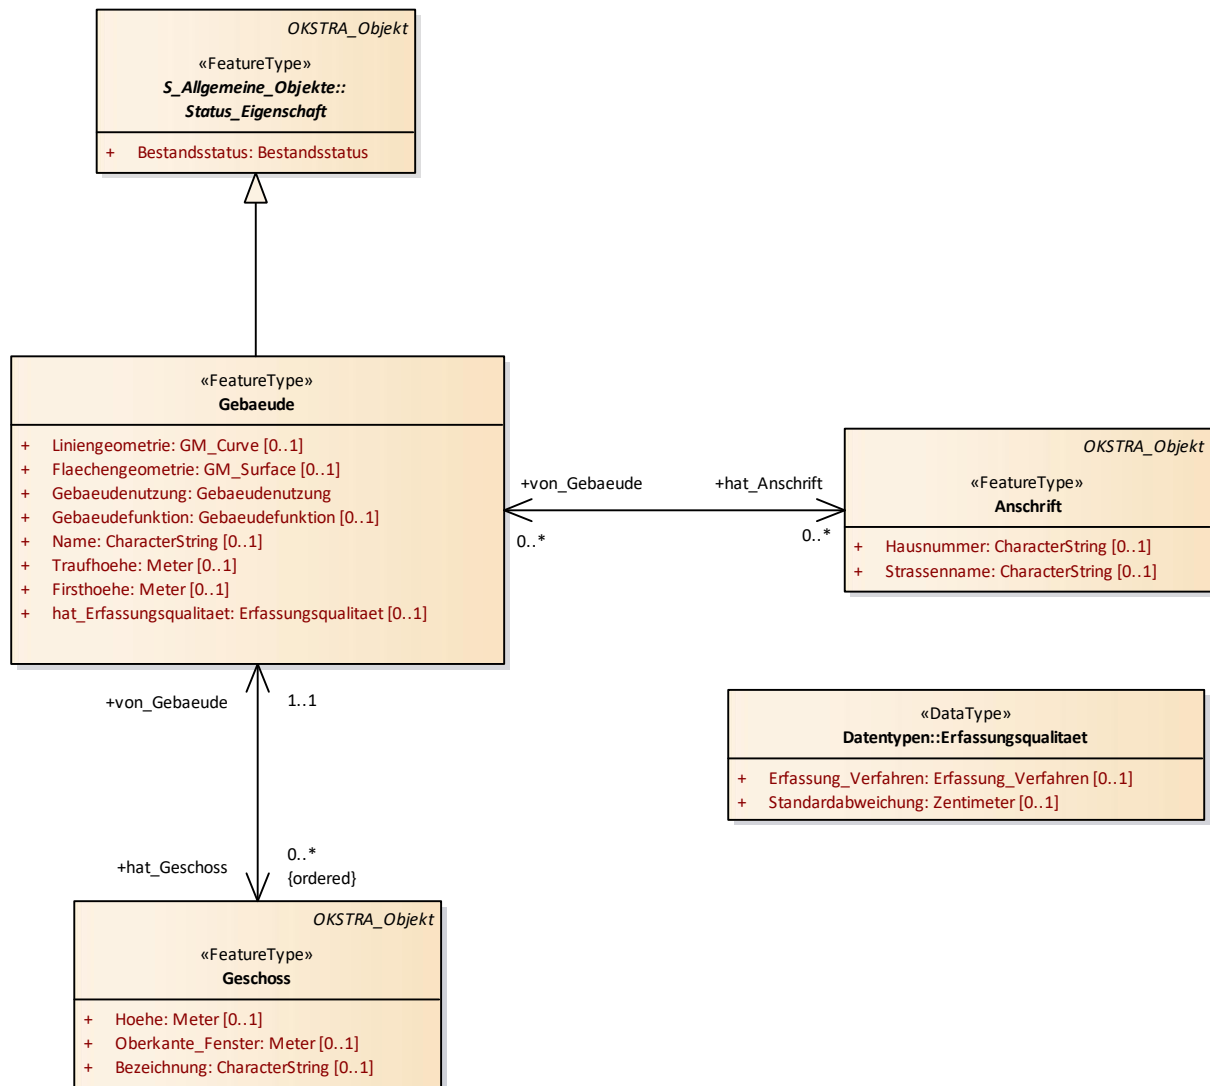 OKSTRA_Objekt
«FeatureType»
S_Allgemeine_Objekte::
Status_Eigenschaft
+ Bestandsstatus: Bestandsstatus
«FeatureType»
Gebaeude
+ Liniengeometrie: GM_Curve [0..1]
+ Flaechengeometrie: GM_Surface [0..1]
+ Gebaeudenutzung: Gebaeudenutzung
+ Gebaeudefunktion: Gebaeudefunktion [0..1]
+ Name: CharacterString [0..1]
+ Traufhoehe: Meter [0..1]
+ Firsthoehe: Meter [0..1]
+ hat_Erfassungsqualitaet: Erfassungsqualitaet [0..1]
+von_Gebaeude +hat_Anschrift
0..* 0..*
OKSTRA_Objekt
«FeatureType»
Anschrift
+ Hausnummer: CharacterString [0..1]
+ Strassenname: CharacterString [0..1]
+von_Gebaeude 1..1
«DataType»
Datentypen::Erfassungsqualitaet
+ Erfassung_Verfahren: Erfassung_Verfahren [0..1]
+ Standardabweichung: Zentimeter [0..1]
+hat_Geschoss 0..*
{ordered}
OKSTRA_Objekt
«FeatureType»
Geschoss
+ Hoehe: Meter [0..1]
+ Oberkante_Fenster: Meter [0..1]
+ Bezeichnung: CharacterString [0..1]